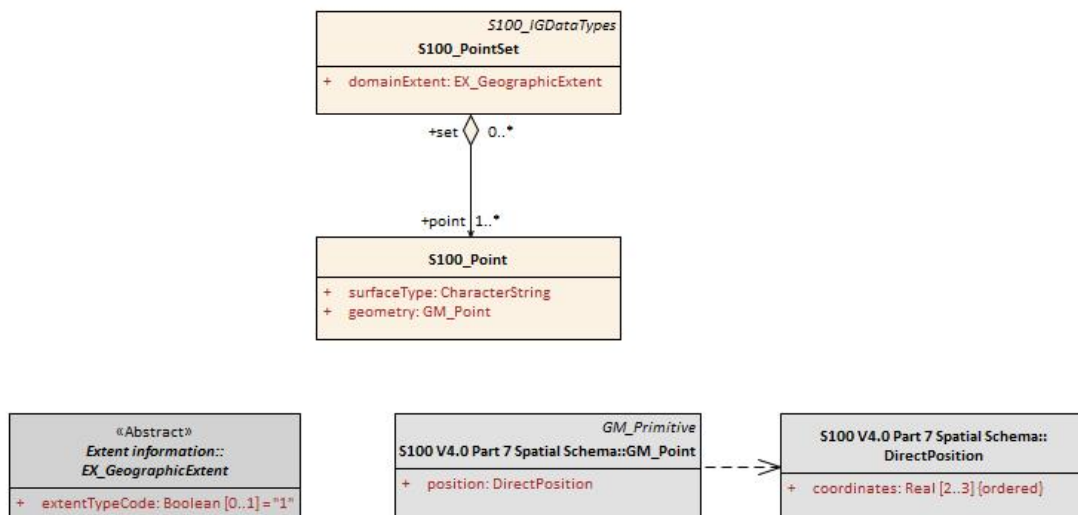 S100_IGDataTypes
S100_PointSet
+ domainExtent: EX_GeographicExtent
+set 0..*
+point 1..*
S100_Point
+ surfaceType: CharacterString
+ geometry: GM_Point
«Abstract»
Extent information::
EX_GeographicExtent
+ extentTypeCode: Boolean [0..1] = "1"
GM_Primitive
S100 V4.0 Part 7 Spatial Schema::GM_Point
+ position: DirectPosition
S100 V4.0 Part 7 Spatial Schema::
DirectPosition
+ coordinates: Real [2..3] {ordered}